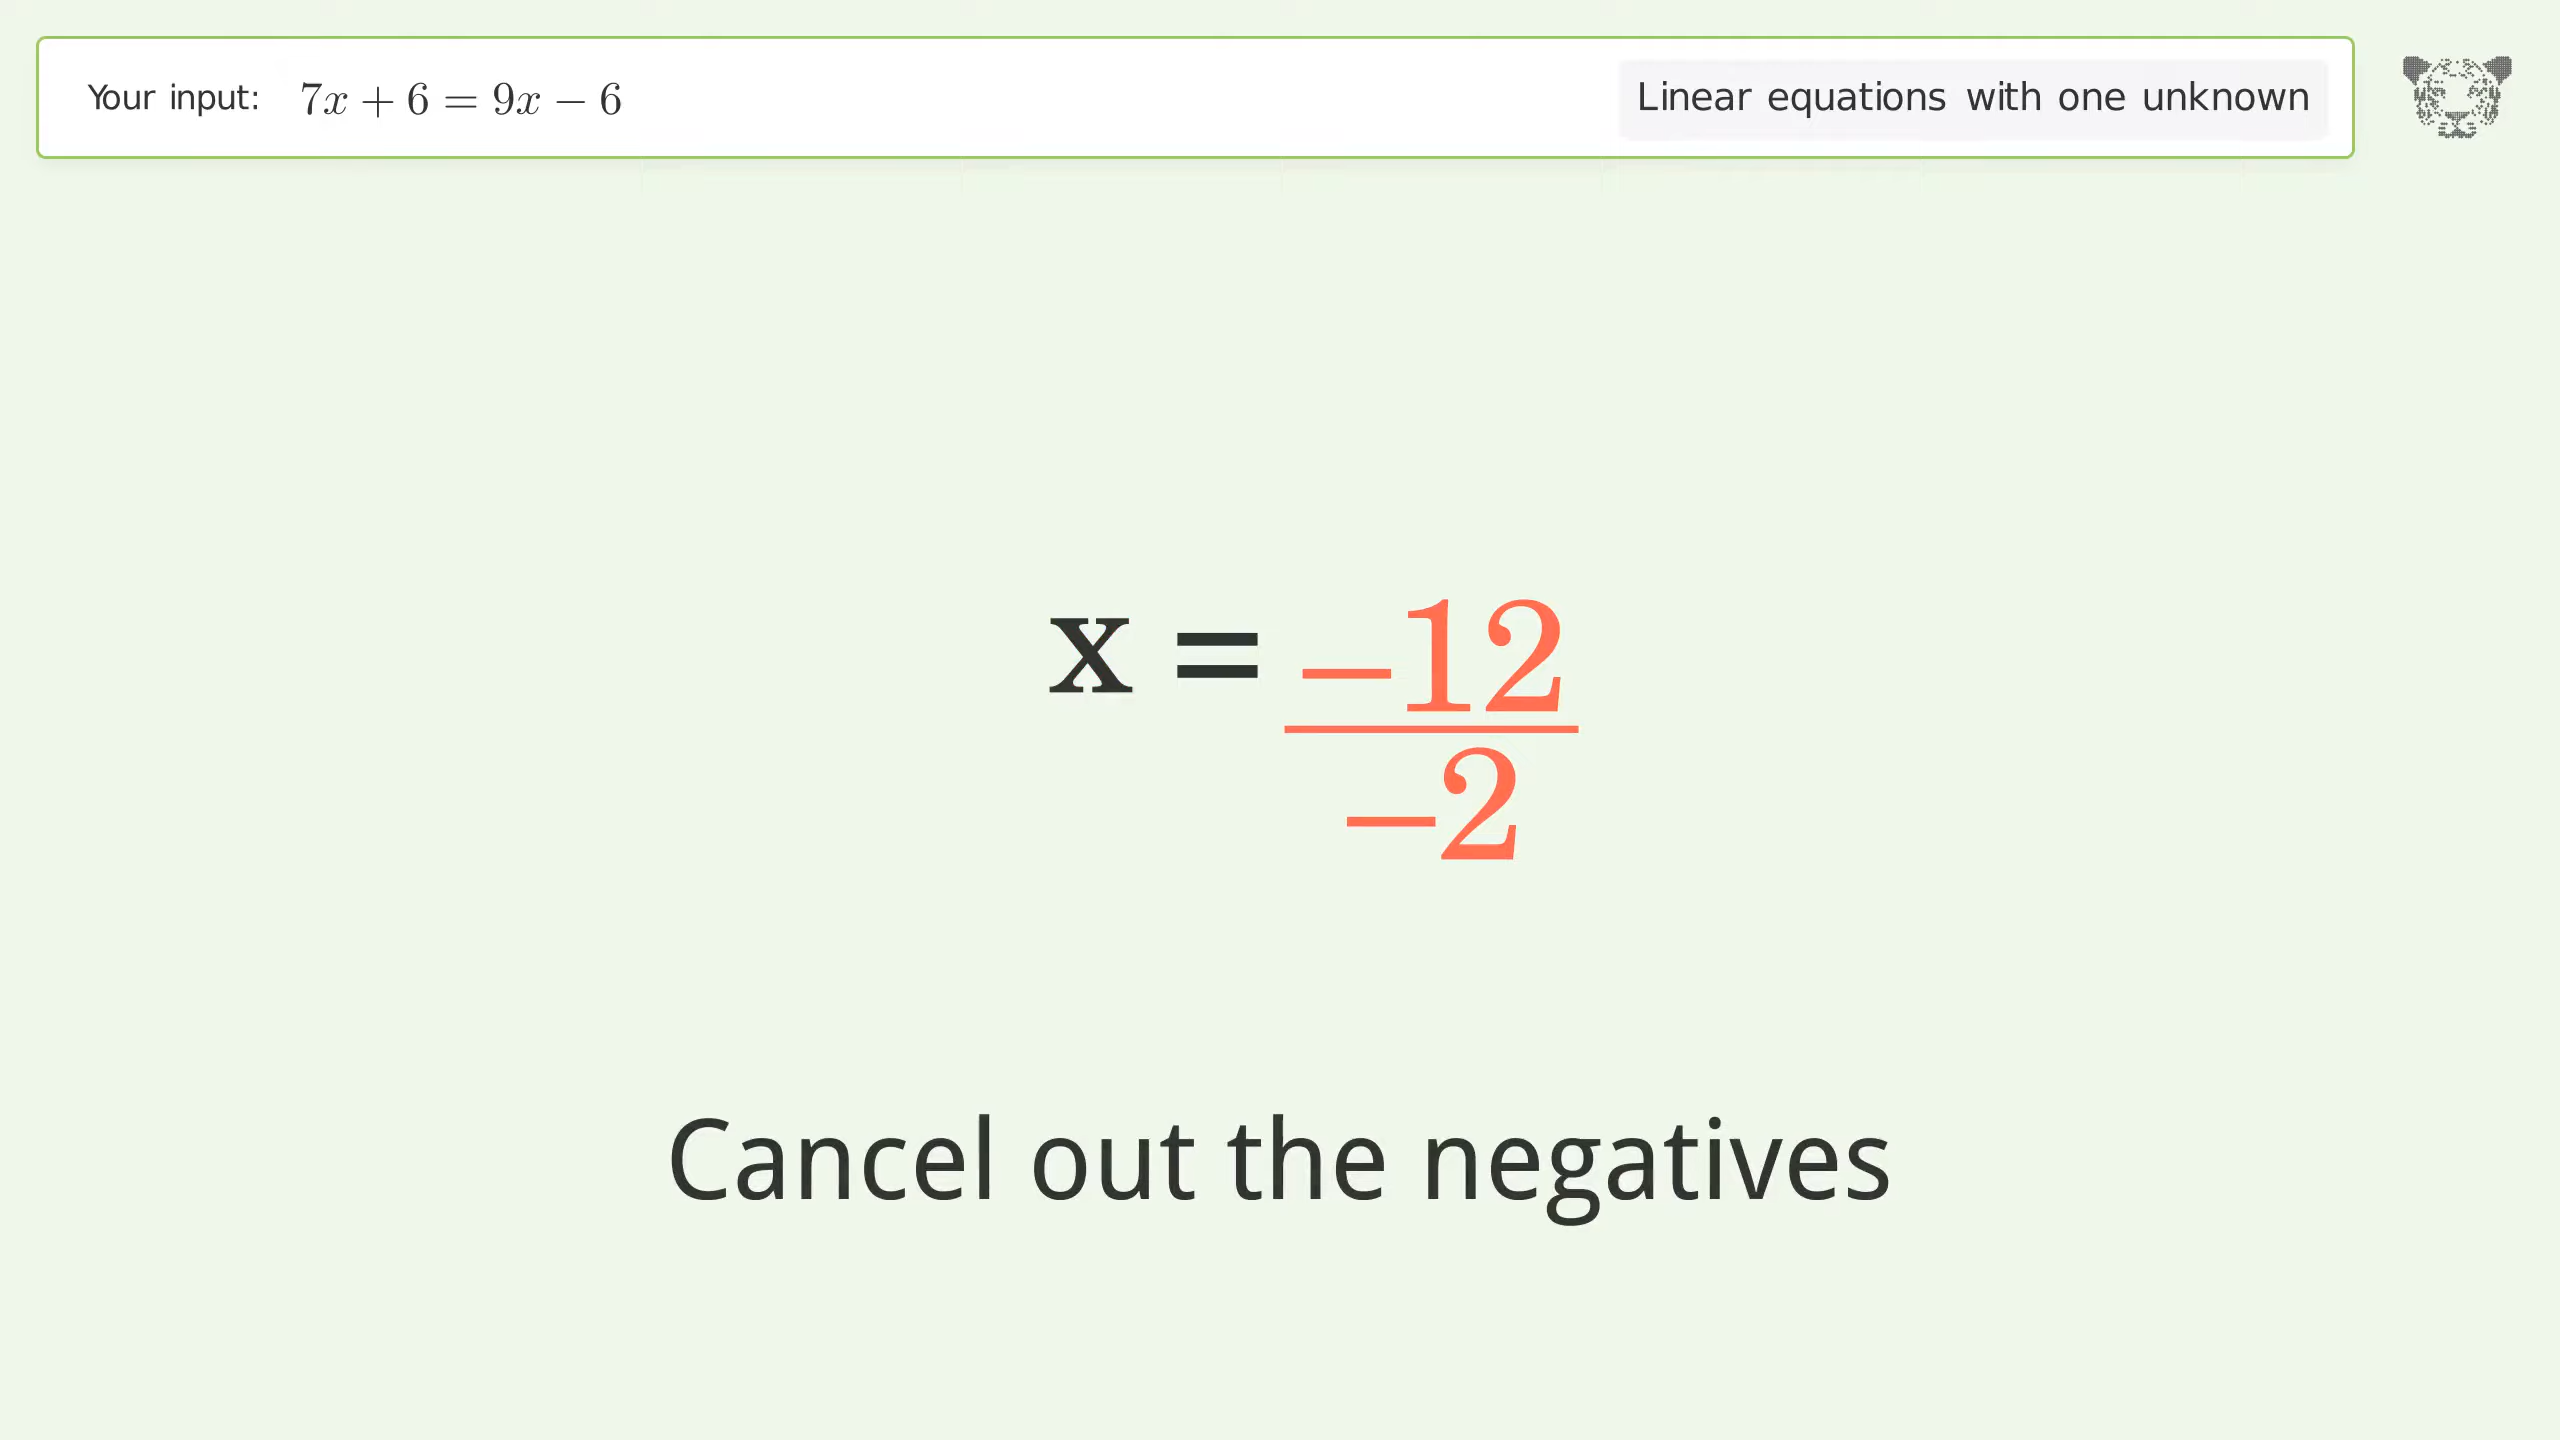 Your input: 7x + 6 = 9x − 6
Linear equations with one unknown
x = −12
−2
Cancel out the negatives